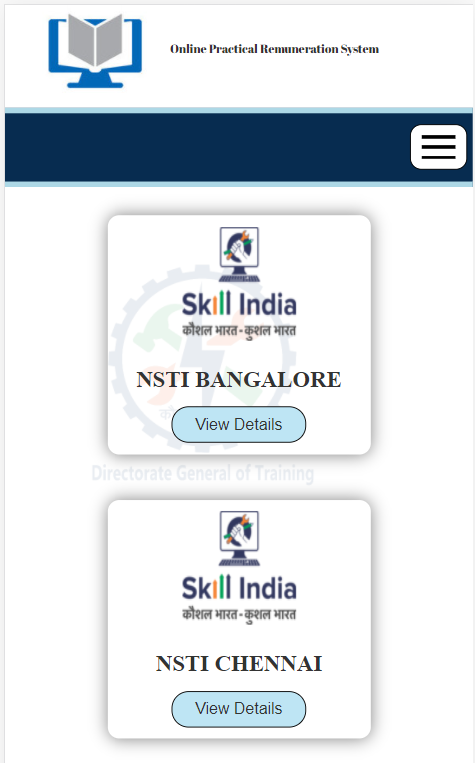 Online Practical Remuneration System
Skill India
कौशल भारत-कुशल भारत
NSTI BANGALORE
View Details
Directorate General of Training
Skill India
कौशल भारत-कुशल भारत
NSTI CHENNAI
View Details